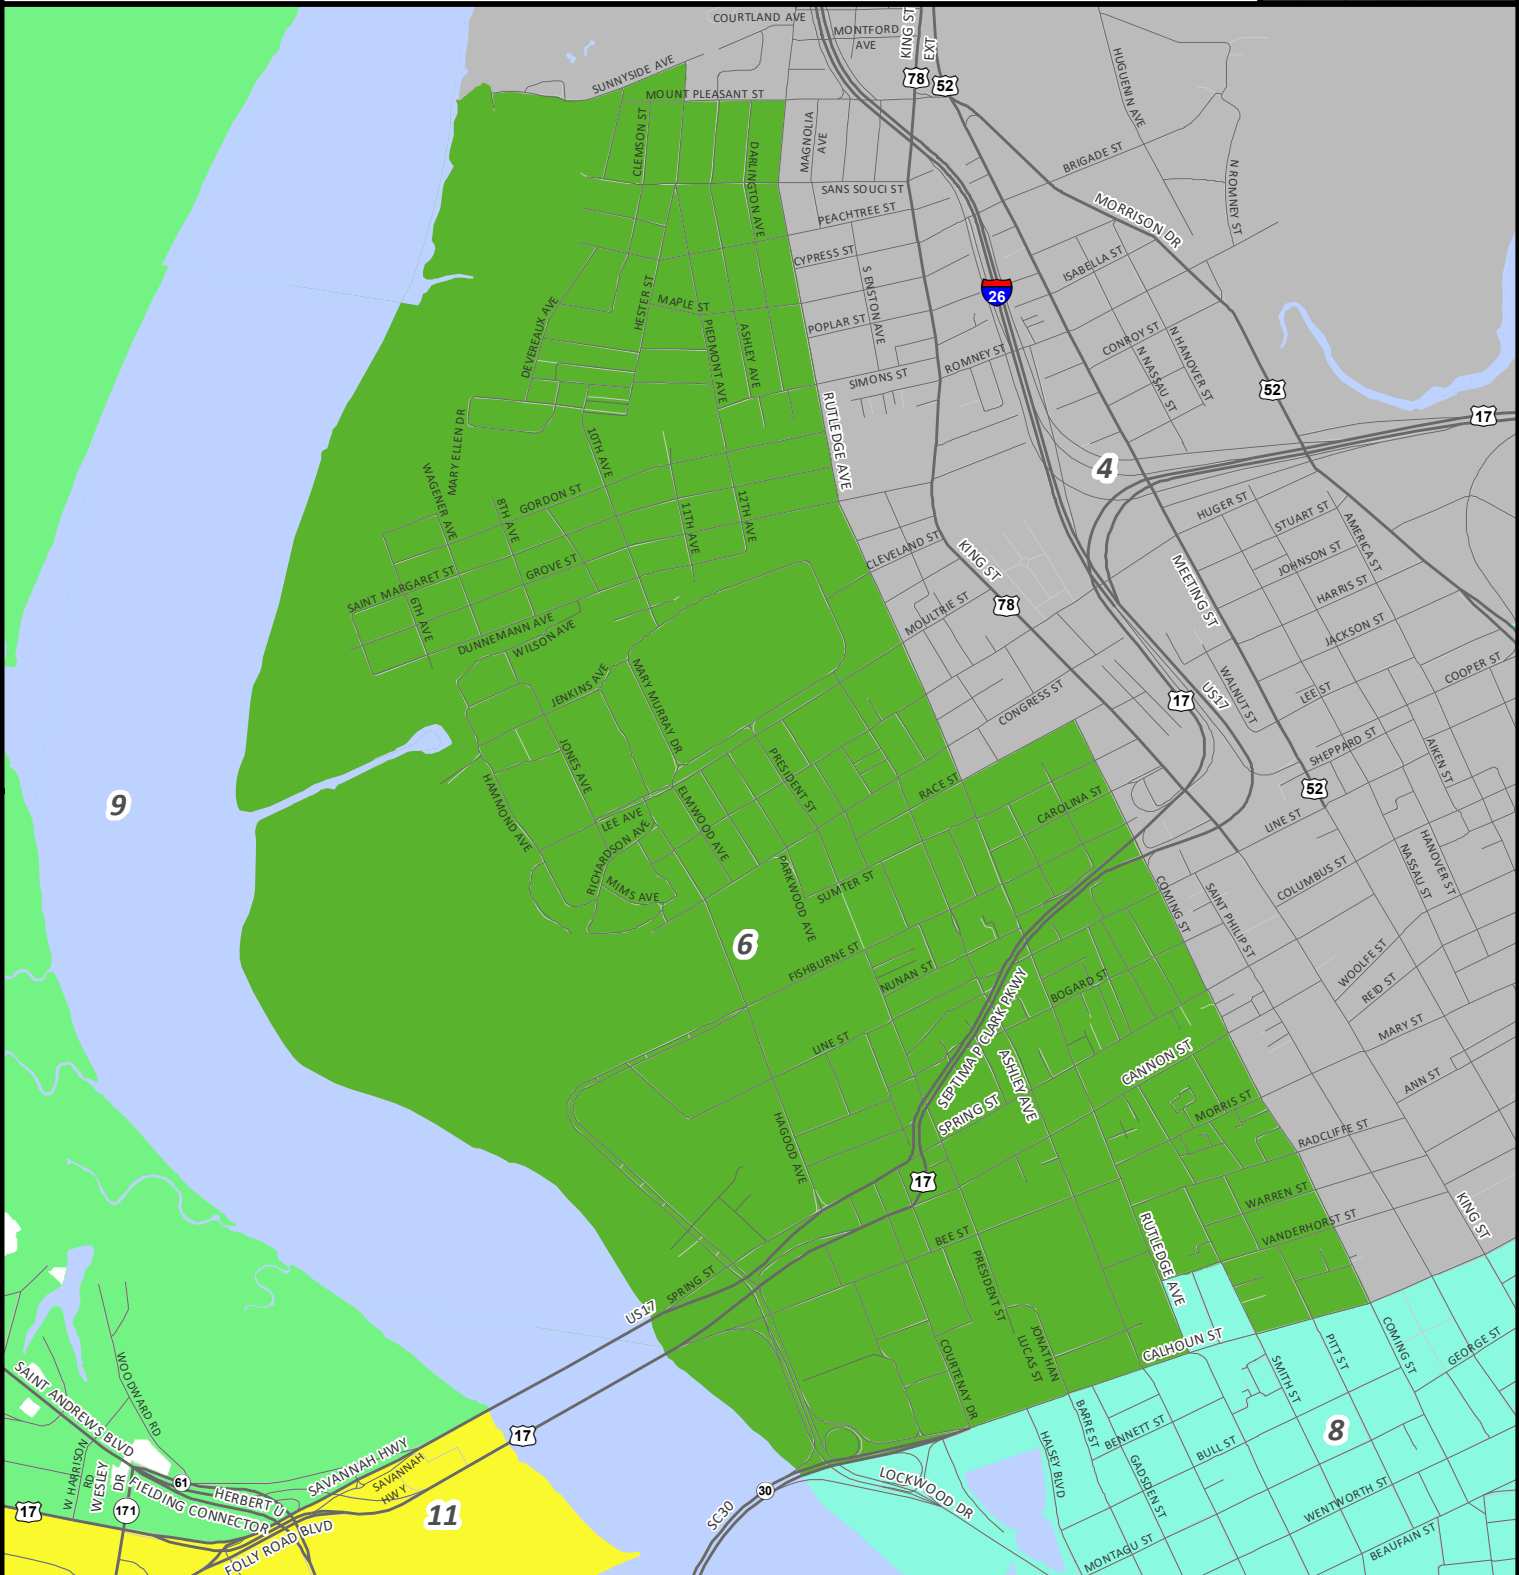 COURTLAND AVE
MONTFORD
AVE
KING ST
EXT
78
52
HUGUENIN AVE
SUNNYSIDE AVE
MOUNT PLEASANT ST
CLEMSON ST
DARLINGTON AVE
MAGNOLIA
AVE
BRIGADE ST
N ROMNEY ST
SANS SOUCI ST
PEACHTREE ST
MORRISON DR
CYPRESS ST
ISABELLA ST
S ENSTON AVE
26
HESTER ST
MAPLE ST
DEVEREAUX AVE
PIEDMONT AVE
ASHLEY AVE
POPLAR ST
CONROY ST
N HANOVER ST
N NASSAU ST
ROMNEY ST
SIMONS ST
52
RUTLEDGE AVE
17
MARY ELLEN DR
10TH AVE
4
WAGENER AVE
8TH AVE
GORDON ST
11TH AVE
12TH AVE
HUGER ST
STUART ST
AMERICA ST
CLEVELAND ST
KING ST
JOHNSON ST
MEETING ST
HARRIS ST
SAINT MARGARET ST
GROVE ST
6TH AVE
78
MOULTRIE ST
JACKSON ST
DUNNEMANN AVE
WILSON AVE
COOPER ST
JENKINS AVE
MARY MURRAY DR
CONGRESS ST
17
US17
WALNUT ST
LEE ST
SHEPPARD ST
AIKEN ST
JONES AVE
PRESIDENT ST
HAMMOND AVE
ELMWOOD AVE
RACE ST
CAROLINA ST
52
9
LEE AVE
LINE ST
RICHARDSON AVE
HANOVER ST
NASSAU ST
MIMS AVE
PARKWOOD AVE
SUMTER ST
COMING ST
SAINT PHILIP ST
COLUMBUS ST
6
FISHBURNE ST
NUNAN ST
WOOLFE ST
REID ST
BOGARD ST
SEPTIMA P CLARK PKWY
MARY ST
LINE ST
ASHLEY AVE
CANNON ST
ANN ST
SPRING ST
MORRIS ST
HAGOOD AVE
RADCLIFFE ST
17
WARREN ST
KING ST
VANDERHORST ST
RUTLEDGE AVE
BEE ST
PRESIDENT ST
SPRING ST
US17
JONATHAN
LUCAS ST
CALHOUN ST
COURTENAY DR
PITT ST
COMING ST
GEORGE ST
SMITH ST
WOODWARD RD
SAINT ANDREWS BLVD
BARRE ST
BENNETT ST
8
BULL ST
HALSEY BLVD
GADSDEN ST
17
W HARRISON
RD
WESLEY
DR
61
SAVANNAH HWY
SAVANNAH
HWY
HERBERT U
FIELDING CONNECTOR
171
17
11
30
SC30
LOCKWOOD DR
WENTWORTH ST
FOLLY ROAD BLVD
MONTAGU ST
BEAUFAIN ST